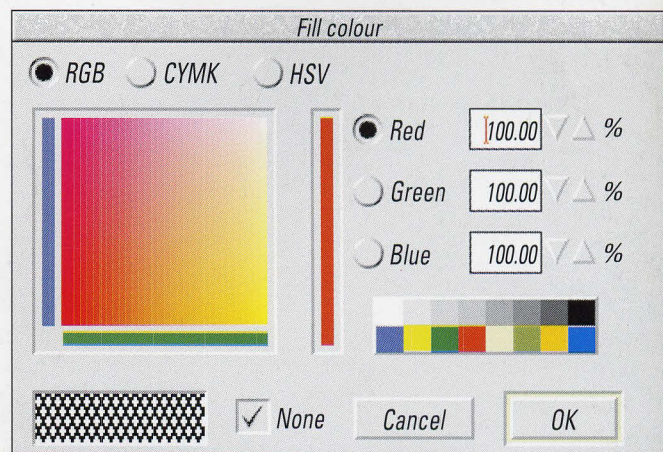 Fill colour
RGB CYMK HSV
Red 100.00 %
Green 100.00 %
Blue 100.00 %
None Cancel OK